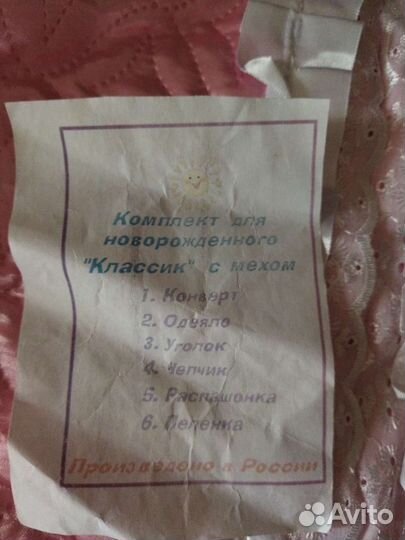 Комплект для
новорожденного
"Классик" с мехом
1. Конверт
2. Одеяло
3. Уголок
4. Чепчик
5. Распашонка
6. Пеленка
Произведено в России
Avito